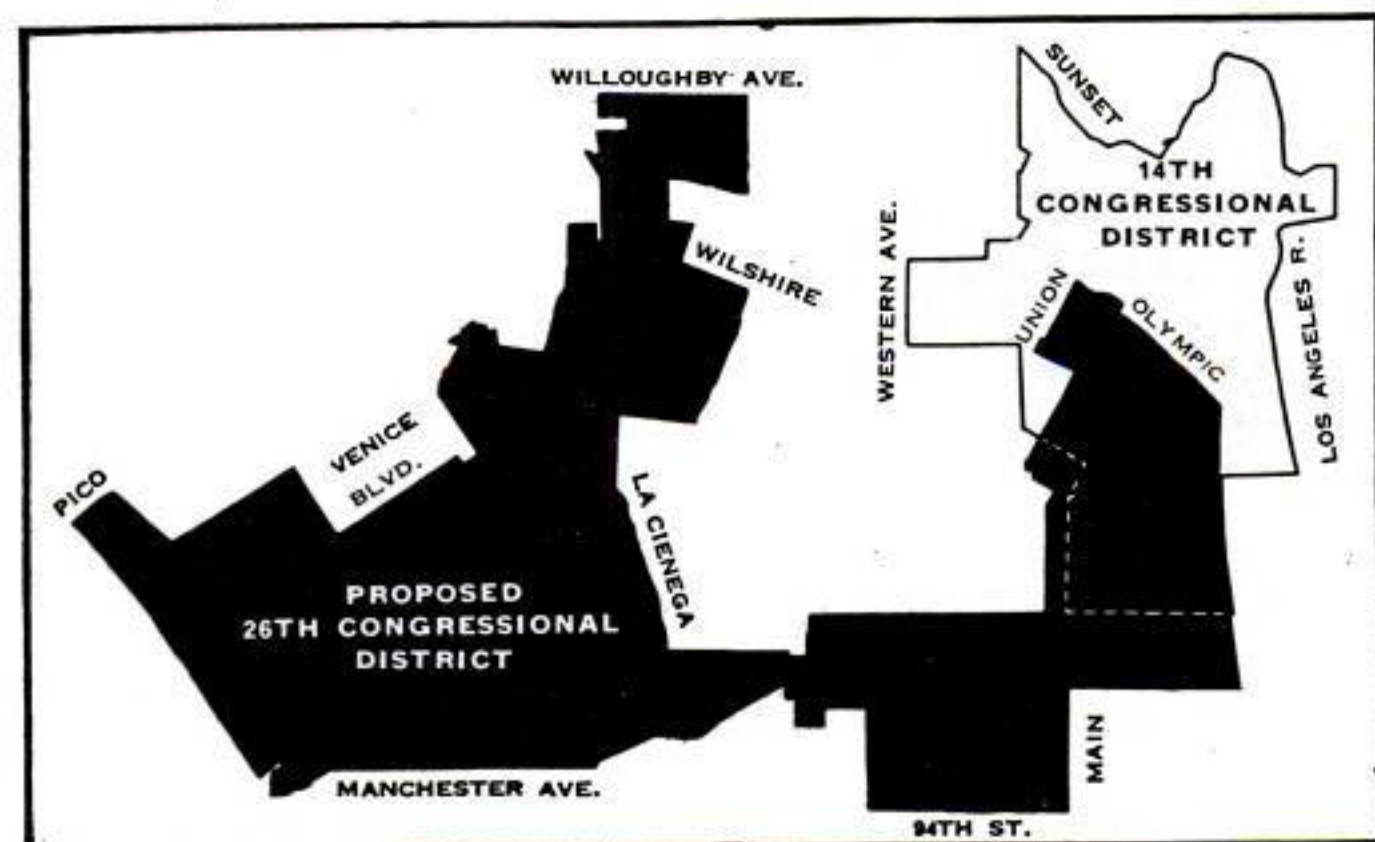 WILLOUGHBY AVE.
SUNSET
14TH
CONGRESSIONAL
DISTRICT
WESTERN AVE.
WILSHIRE
UNION
OLYMPIC
LOS ANGELES R.
VENICE
BLVD.
PICO
LA CIENEGA
PROPOSED
26TH CONGRESSIONAL
DISTRICT
MAIN
MANCHESTER AVE.
94TH ST.